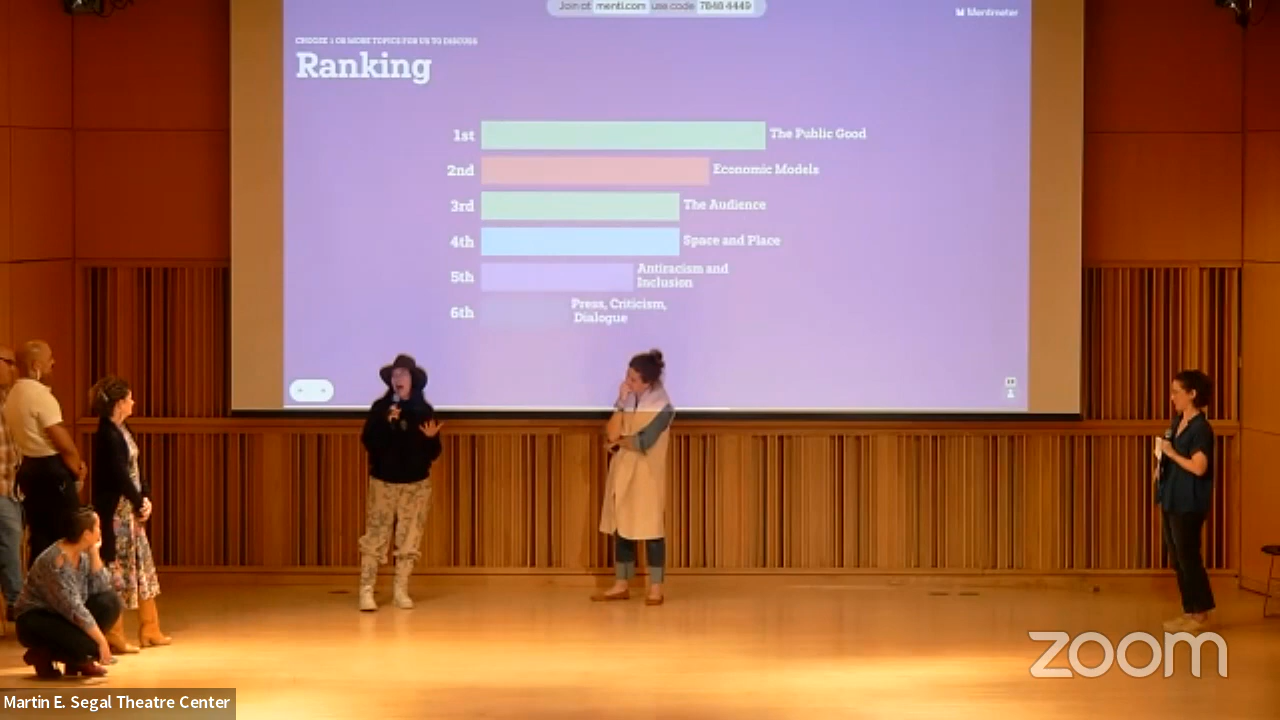 Join at menti.com use code 7848 4449
Mentimeter
CHOOSE 1 OR MORE TOPICS FOR US TO DISCUSS
Ranking
1st The Public Good
2nd Economic Models
3rd The Audience
4th Space and Place
5th Antiracism and
Inclusion
6th Press, Criticism,
Dialogue
zoom
Martin E. Segal Theatre Center